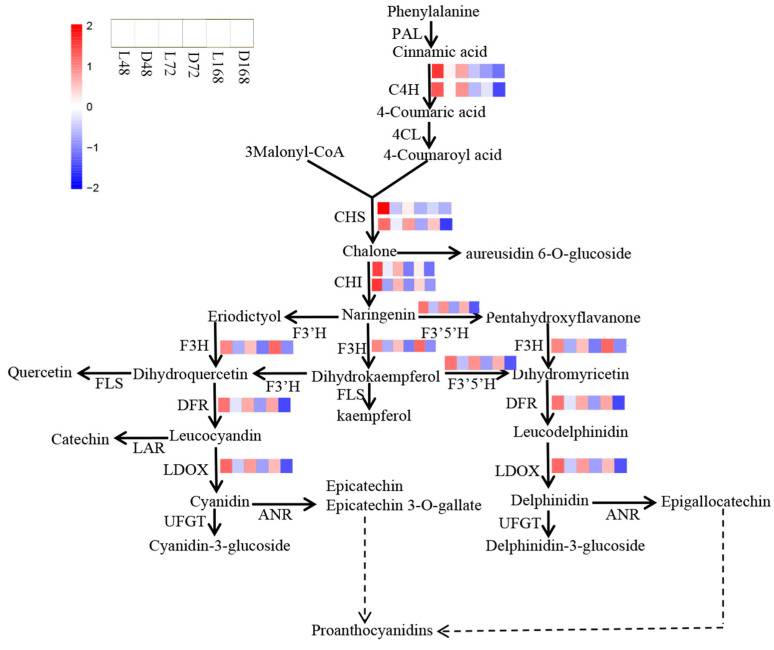 Phenylalanine
PAL
Cinnamic acid
C4H
4-Coumaric acid
4CL
3Malonyl-CoA
4-Coumaroyl acid
2
1
0
−1
−2
L48
D48
L72
D72
L168
D168
CHS
Chalone
aureusidin 6-O-glucoside
CHI
Eriodictyol
Naringenin
Pentahydroxyflavanone
F3’H
F3’5’H
F3H
F3H
F3H
Quercetin
Dihydroquercetin
Dihydrokaempferol
Dihydromyricetin
FLS
F3’H
F3’5’H
FLS
kaempferol
DFR
DFR
Catechin
Leucocyandin
Leucodelphinidin
LAR
LDOX
LDOX
Cyanidin
Epicatechin
Epicatechin 3-O-gallate
Delphinidin
Epigallocatechin
ANR
ANR
UFGT
UFGT
Cyanidin-3-glucoside
Delphinidin-3-glucoside
Proanthocyanidins